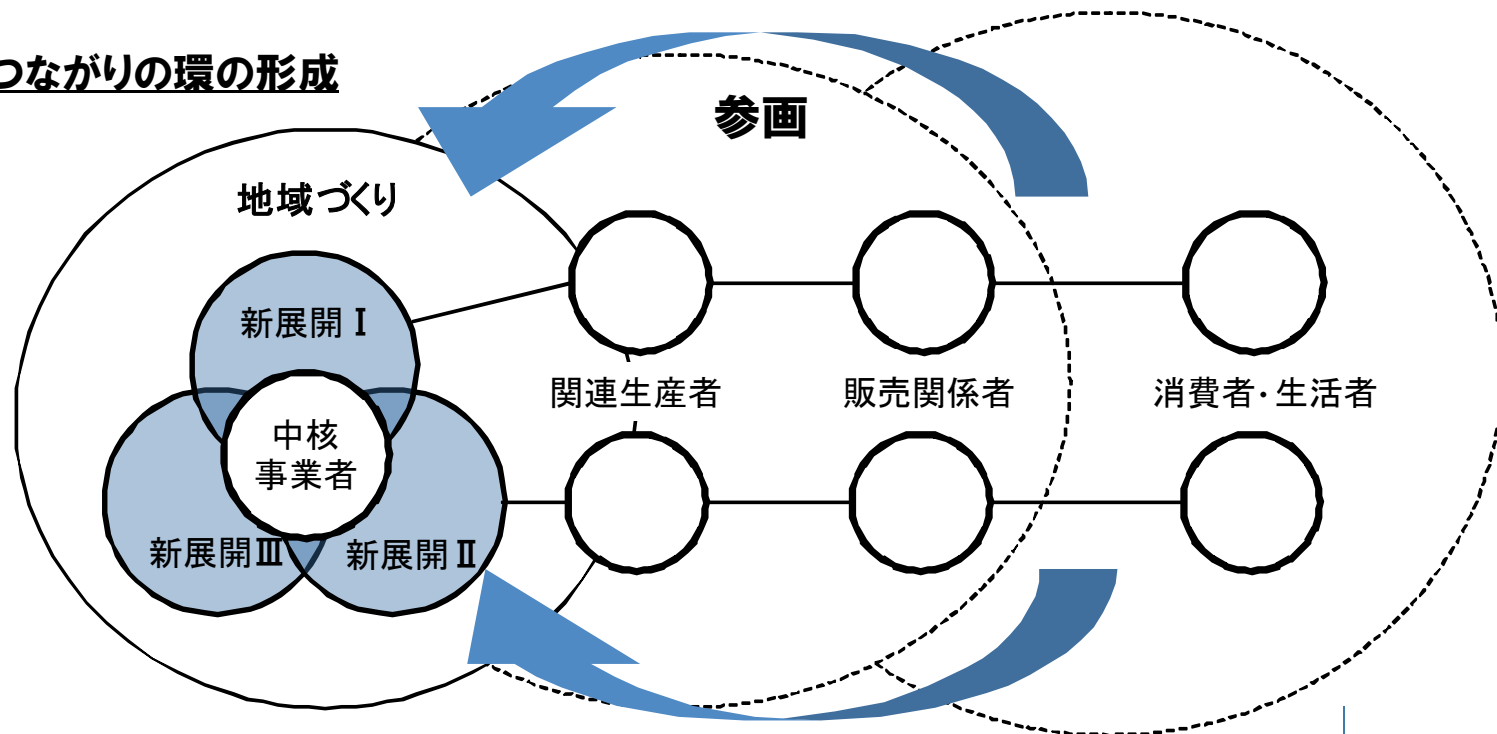 つながりの環の形成
参画
地域づくり
新展開Ⅰ
関連生産者
販売関係者
消費者・生活者
中核
事業者
新展開Ⅲ
新展開Ⅱ